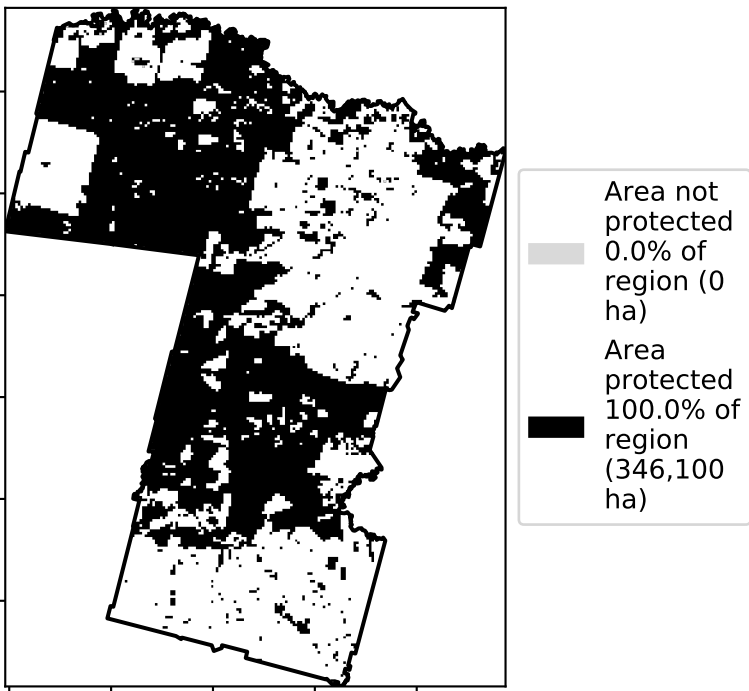 Area not
protected
0.0% of
region (0
ha)
Area
protected
100.0% of
region
(346,100
ha)